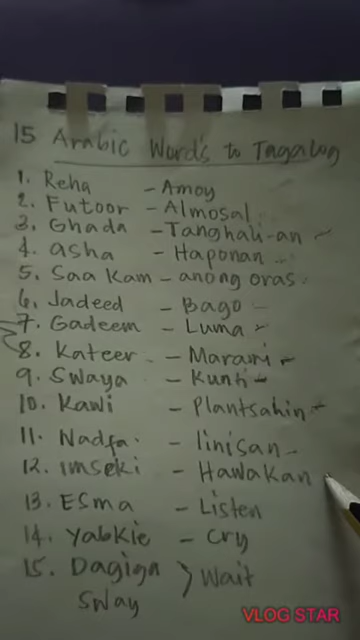 15 Arabic Words to Tagalog
1. Reha - Amoy
2. Futoor - Almosal
3. Ghada - Tanghali-an
4. asha - Haponan
5. Saa Kam - anong oras
6. Jadeed - Bago
7. Gadeem - Luma
8. Kateer - Marami
9. Swaya - Kunti
10. Kawi - Plantsahin
11. Nadfa - linisan
12. imseki - Hawakan
13. Esma - Listen
14. Yabkie - Cry
15. Dagiga } Wait
Sway
VLOG STAR